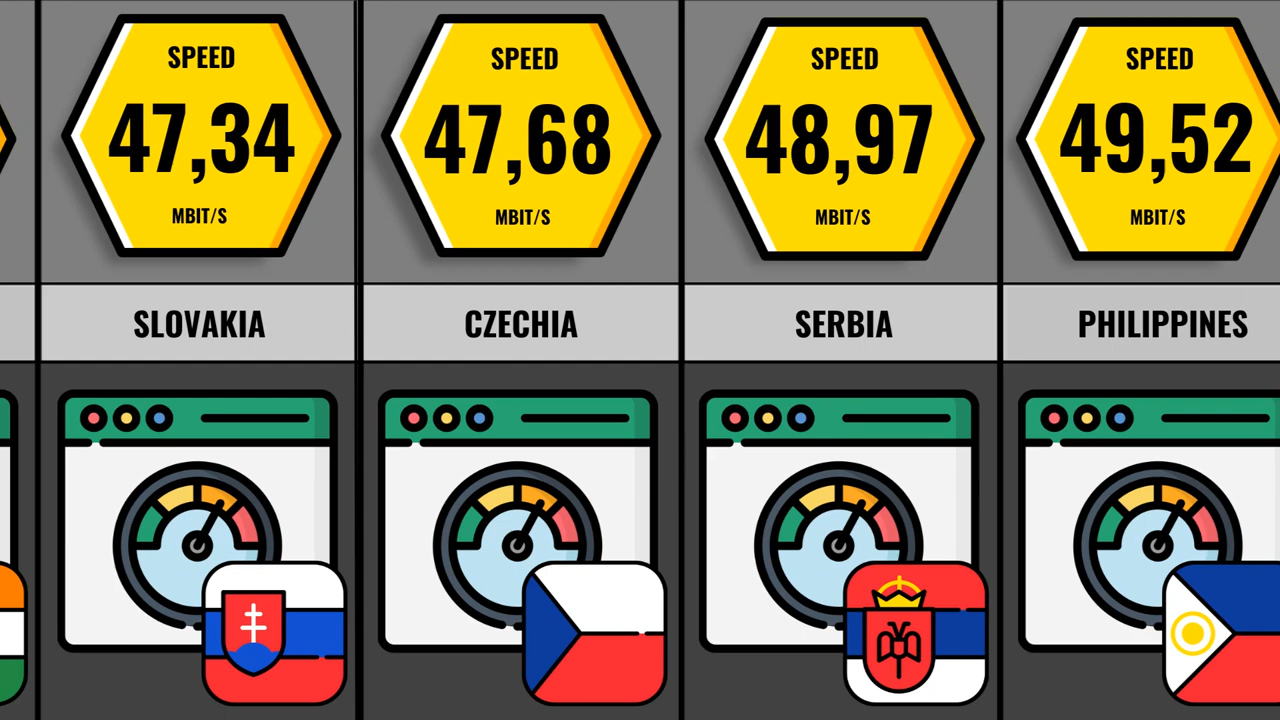 SPEED
47,34
MBIT/S
SLOVAKIA
SPEED
47,68
MBIT/S
CZECHIA
SPEED
48,97
MBIT/S
SERBIA
SPEED
49,52
MBIT/S
PHILIPPINES